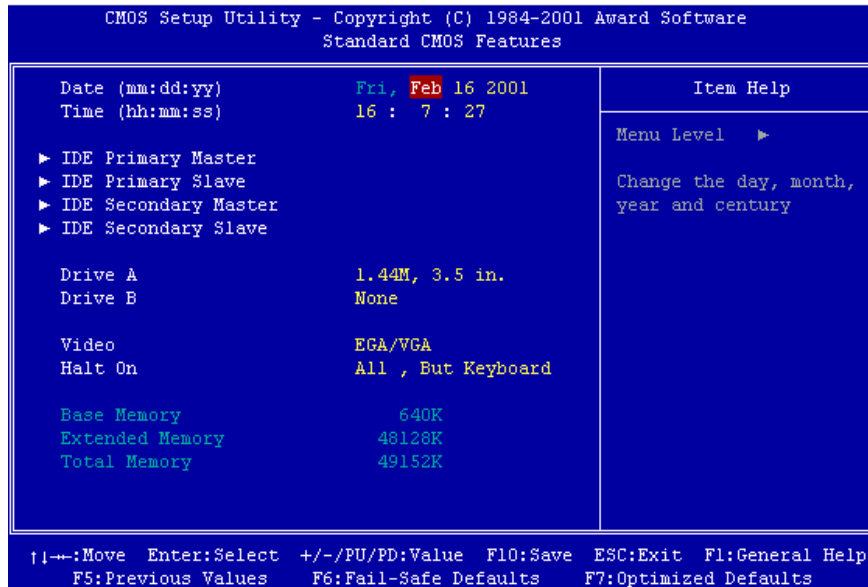 CMOS Setup Utility - Copyright (C) 1984-2001 Award Software
Standard CMOS Features
Date (mm:dd:yy) Fri, Feb 16 2001
Time (hh:mm:ss) 16 : 7 : 27
► IDE Primary Master
► IDE Primary Slave
► IDE Secondary Master
► IDE Secondary Slave
Drive A 1.44M, 3.5 in.
Drive B None
Video EGA/VGA
Halt On All , But Keyboard
Base Memory 640K
Extended Memory 48128K
Total Memory 49152K
Item Help
Menu Level ►
Change the day, month,
year and century
↑↓→←:Move Enter:Select +/-/PU/PD:Value F10:Save ESC:Exit F1:General Help
F5:Previous Values F6:Fail-Safe Defaults F7:Optimized Defaults